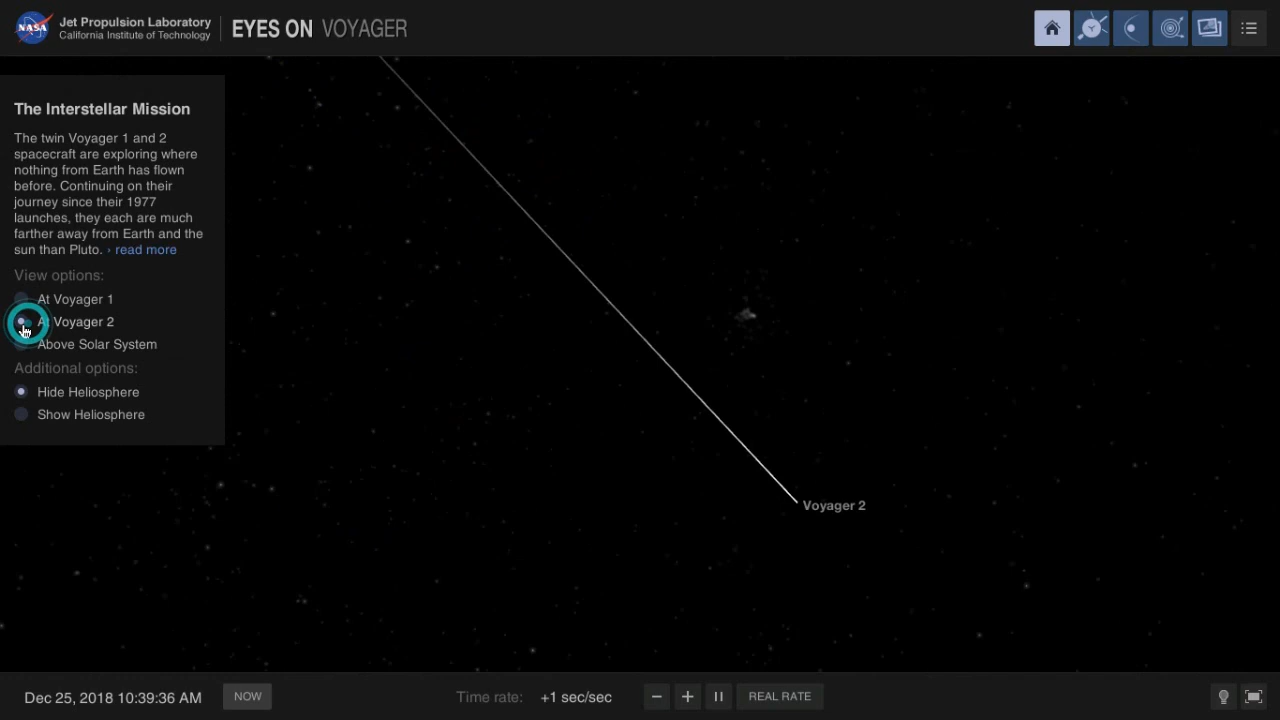 NASA
Jet Propulsion Laboratory
California Institute of Technology
EYES ON VOYAGER
The Interstellar Mission
The twin Voyager 1 and 2
spacecraft are exploring where
nothing from Earth has flown
before. Continuing on their
journey since their 1977
launches, they each are much
farther away from Earth and the
sun than Pluto. › read more
View options:
At Voyager 1
At Voyager 2
Above Solar System
Additional options:
Hide Heliosphere
Show Heliosphere
Voyager 2
Dec 25, 2018 10:39:36 AM
NOW
Time rate: +1 sec/sec
REAL RATE